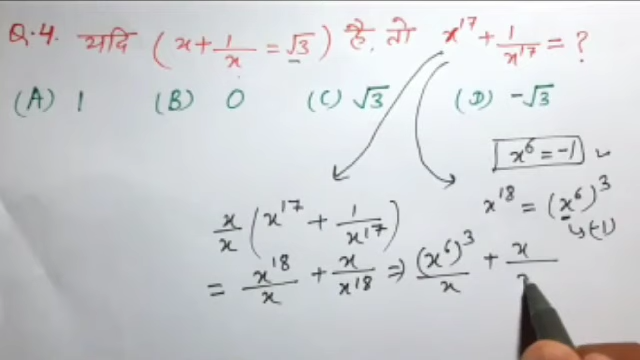 Q.4. यदि (x + 1/x = √3) है, तो x¹⁷ + 1/x¹⁷ = ?
(A) 1 (B) 0 (C) √3 (D) -√3
x⁶ = -1
x¹⁸ = (x⁶)³
(-1)
x/x (x¹⁷ + 1/x¹⁷)
= x¹⁸/x + x/x¹⁸ ⇒ (x⁶)³/x + x/